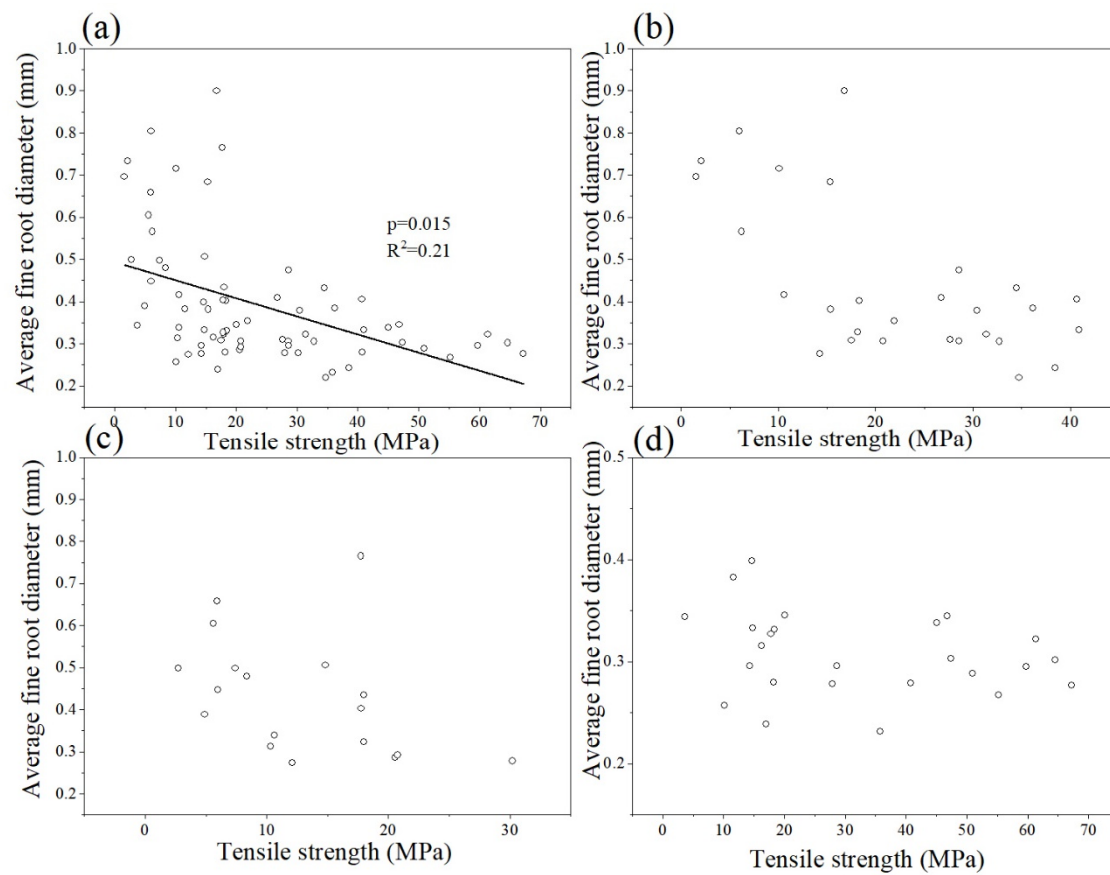 (a)
Average fine root diameter (mm)
1.0
0.9
0.8
0.7
0.6
0.5
0.4
0.3
0.2
p=0.015
R²=0.21
0 10 20 30 40 50 60 70
Tensile strength (MPa)
(b)
Average fine root diameter (mm)
1.0
0.9
0.8
0.7
0.6
0.5
0.4
0.3
0.2
0 10 20 30 40
Tensile strength (MPa)
(c)
Average fine root diameter (mm)
1.0
0.9
0.8
0.7
0.6
0.5
0.4
0.3
0.2
0 10 20 30
Tensile strength (MPa)
(d)
Average fine root diameter (mm)
0.5
0.4
0.3
0.2
0 10 20 30 40 50 60 70
Tensile strength (MPa)